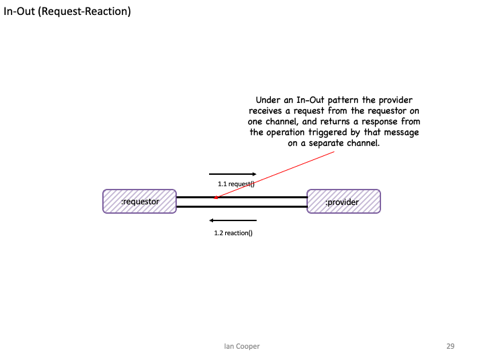 In-Out (Request-Reaction)
Under an In-Out pattern the provider
receives a request from the requestor on
one channel, and returns a response from
the operation triggered by that message
on a separate channel.
1.1 request()
:requestor
:provider
1.2 reaction()
Ian Cooper
29